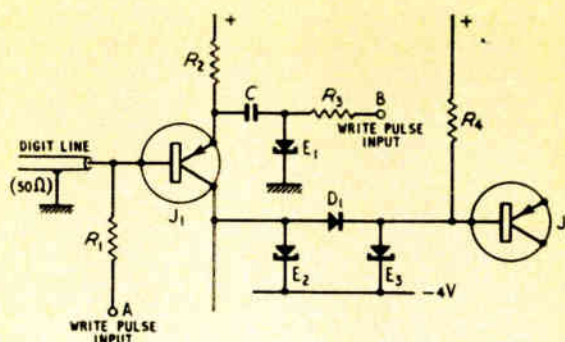 +
+
R2
C
R3
B
WRITE PULSE
INPUT
R4
DIGIT LINE
(50Ω)
E1
J1
D1
J
R1
E2
E3
-4V
A
WRITE PULSE
INPUT